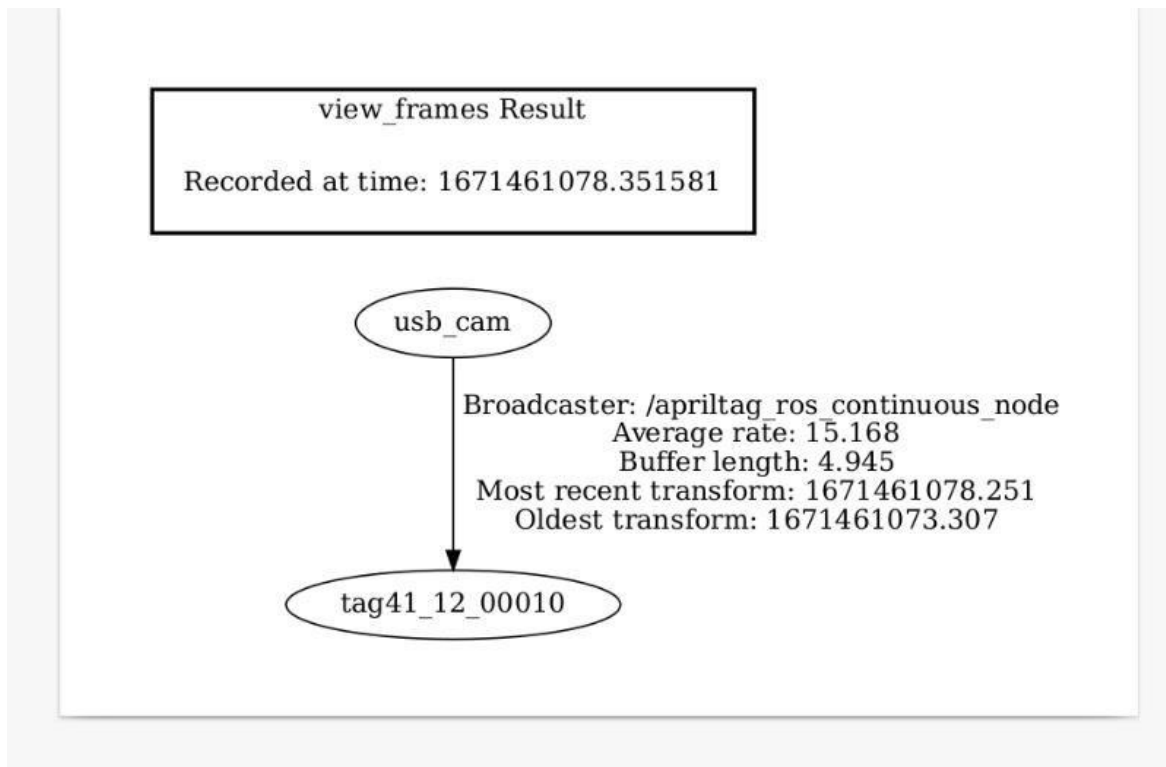 view_frames Result
Recorded at time: 1671461078.351581
usb_cam
Broadcaster: /apriltag_ros_continuous_node
Average rate: 15.168
Buffer length: 4.945
Most recent transform: 1671461078.251
Oldest transform: 1671461073.307
tag41_12_00010